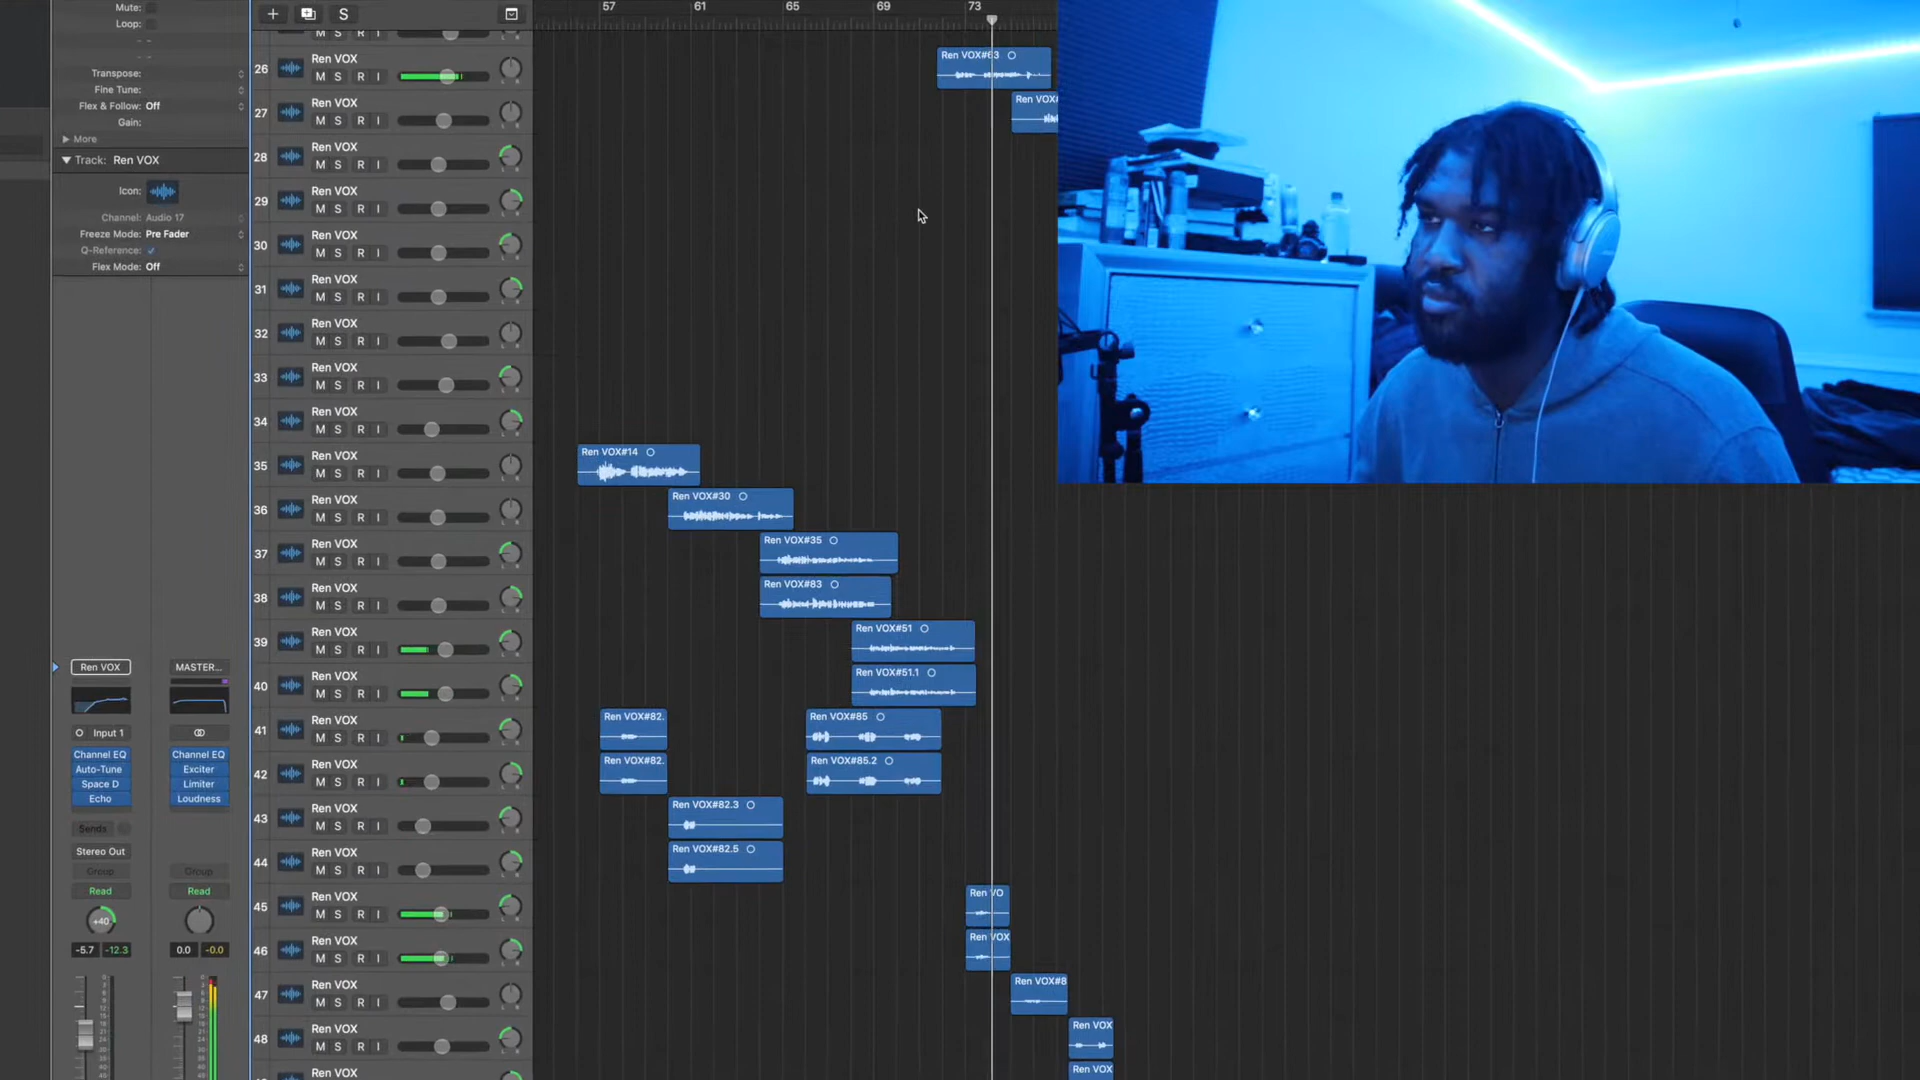 Mute:
Loop:
Transpose:
Fine Tune:
Flex & Follow: Off
Gain:
More
Track: Ren VOX
Icon:
Channel: Audio 17
Freeze Mode: Pre Fader
Q-Reference:
Flex Mode: Off
Ren VOX
MASTER...
Input 1
Channel EQ
Channel EQ
Auto-Tune
Exciter
Space D
Limiter
Echo
Loudness
Sends
Stereo Out
Group
Group
Read
Read
+40
-5.7
-12.3
0.0
-0.0
S
57
61
65
69
73
M S R I
26
Ren VOX
M S R I
27
Ren VOX
M S R I
28
Ren VOX
M S R I
29
Ren VOX
M S R I
30
Ren VOX
M S R I
31
Ren VOX
M S R I
32
Ren VOX
M S R I
33
Ren VOX
M S R I
34
Ren VOX
M S R I
35
Ren VOX
M S R I
36
Ren VOX
M S R I
37
Ren VOX
M S R I
38
Ren VOX
M S R I
39
Ren VOX
M S R I
40
Ren VOX
M S R I
41
Ren VOX
M S R I
42
Ren VOX
M S R I
43
Ren VOX
M S R I
44
Ren VOX
M S R I
45
Ren VOX
M S R I
46
Ren VOX
M S R I
47
Ren VOX
M S R I
48
Ren VOX
M S R I
Ren VOX
Ren VOX#63
Ren VOX#
Ren VOX#14
Ren VOX#30
Ren VOX#35
Ren VOX#83
Ren VOX#51
Ren VOX#51.1
Ren VOX#82.
Ren VOX#85
Ren VOX#82.
Ren VOX#85.2
Ren VOX#82.3
Ren VOX#82.5
Ren VO
Ren VOX
Ren VOX#8
Ren VOX
Ren VOX